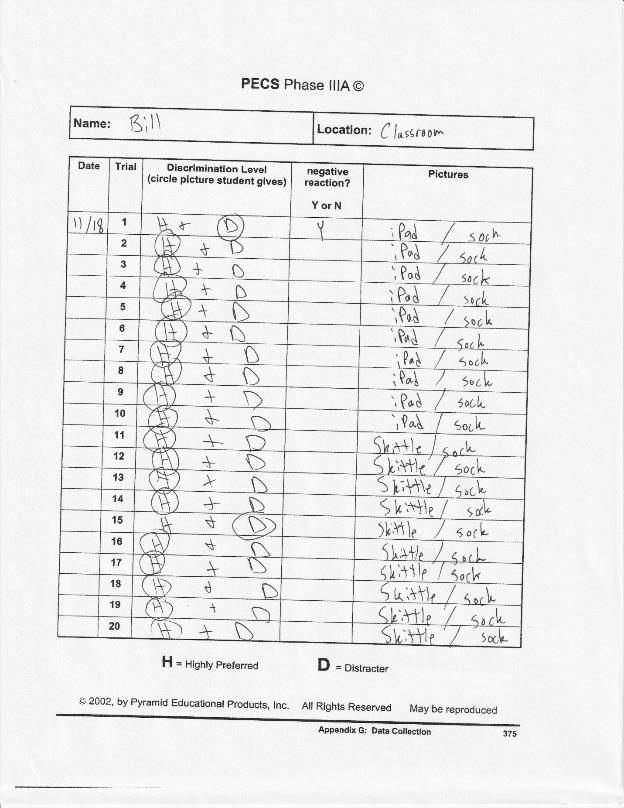 PECS Phase IIIA ©
Name: Bill Location: Classroom
Date Trial Discrimination Level (circle picture student gives) negative reaction? Y or N Pictures
11/18 1 H + D Y iPad / sock
2 H + D iPad / sock
3 H + D iPad / sock
4 H + D iPad / sock
5 H + D iPad / sock
6 H + D iPad / sock
7 H + D iPad / sock
8 H + D iPad / sock
9 H + D iPad / sock
10 H + D iPad / sock
11 H + D Skittle / sock
12 H + D Skittle / sock
13 H + D Skittle / sock
14 H + D Skittle / sock
15 H + D Skittle / sock
16 H + D Skittle / sock
17 H + D Skittle / sock
18 H + D Skittle / sock
19 H + D Skittle / sock
20 H + D Skittle / sock
H = Highly Preferred D = Distracter
© 2002, by Pyramid Educational Products, Inc. All Rights Reserved May be reproduced
Appendix G: Data Collection 375